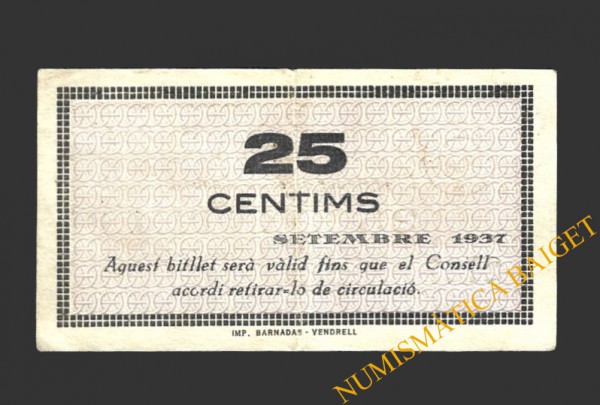 25
CENTIMS
SETEMBRE 1937
Aquest bitllet serà vàlid fins que el Consell
acordi retirar=lo de circulació.
IMP. BARNADAS - VENDRELL
NUMISMÀTICA BAIGET